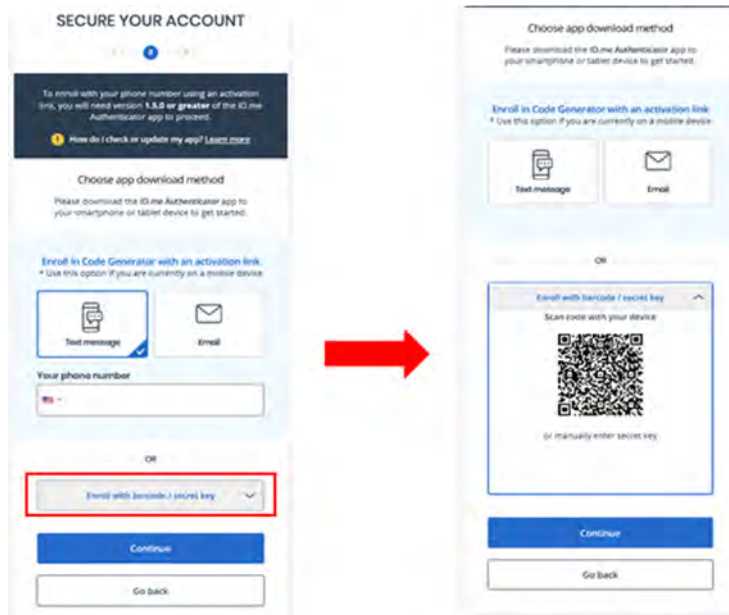 SECURE YOUR ACCOUNT
2
To enroll with your phone number using an activation
link, you will need version 1.5.0 or greater of the ID.me
Authenticator app to proceed.
How do I check or update my app? Learn more
Choose app download method
Please download the ID.me Authenticator app to
your smartphone or tablet device to get started.
Enroll in Code Generator with an activation link
* Use this option if you are currently on a mobile device
Text message
Email
Your phone number
OR
Enroll with barcode / secret key
Continue
Go back
Choose app download method
Please download the ID.me Authenticator app to
your smartphone or tablet device to get started.
Enroll in Code Generator with an activation link
* Use this option if you are currently on a mobile device
Text message
Email
OR
Enroll with barcode / secret key
Scan code with your device
or manually enter secret key
Continue
Go back